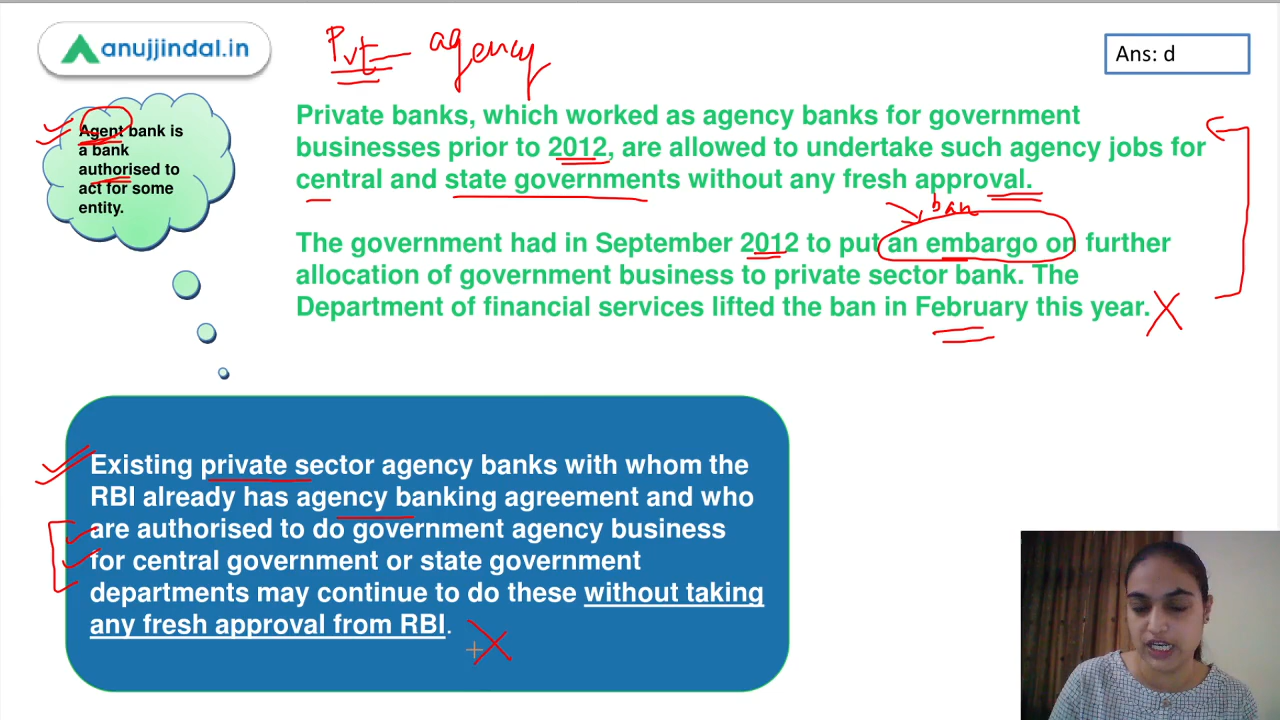 anujjindal.in
Pvt agency
Ans: d
Agent bank is
a bank
authorised to
act for some
entity.
Private banks, which worked as agency banks for government
businesses prior to 2012, are allowed to undertake such agency jobs for
central and state governments without any fresh approval.
ban
The government had in September 2012 to put an embargo on further
allocation of government business to private sector bank. The
Department of financial services lifted the ban in February this year.
Existing private sector agency banks with whom the
RBI already has agency banking agreement and who
are authorised to do government agency business
for central government or state government
departments may continue to do these without taking
any fresh approval from RBI.